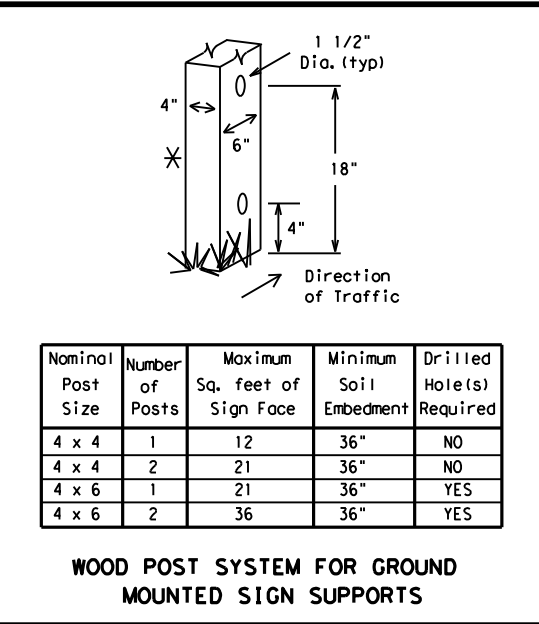 1 1/2"
Dia. (typ)
4"
6"
18"
4"
Direction
of Traffic
Nominal Post Size | Number of Posts | Maximum Sq. feet of Sign Face | Minimum Soil Embedment | Drilled Hole(s) Required
4 x 4 | 1 | 12 | 36" | NO
4 x 4 | 2 | 21 | 36" | NO
4 x 6 | 1 | 21 | 36" | YES
4 x 6 | 2 | 36 | 36" | YES
WOOD POST SYSTEM FOR GROUND
MOUNTED SIGN SUPPORTS